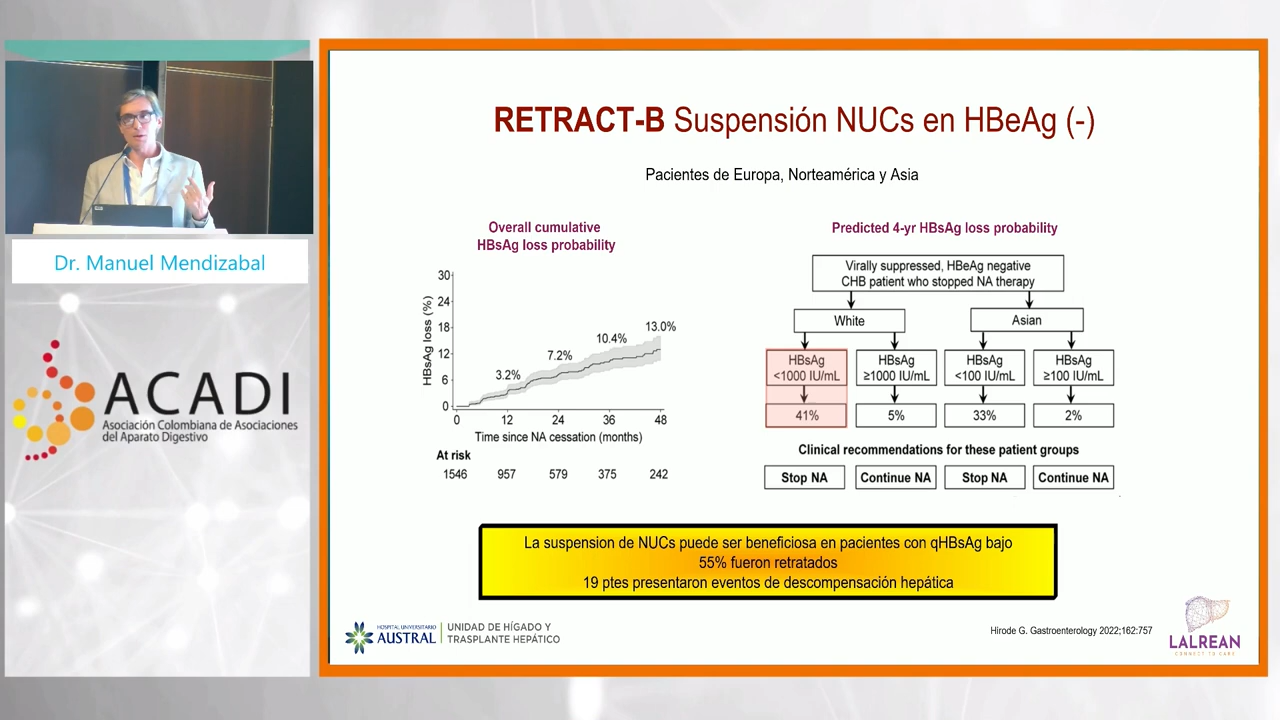 RETRACT-B Suspensión NUCs en HBeAg (-)
Pacientes de Europa, Norteamérica y Asia
Dr. Manuel Mendizabal
ACADI
Asociación Colombiana de Asociaciones
del Aparato Digestivo
Overall cumulative
HBsAg loss probability
HBsAg loss (%)
30
24
18
12
6
0
3.2%
7.2%
10.4%
13.0%
0 12 24 36 48
Time since NA cessation (months)
At risk
1546 957 579 375 242
Predicted 4-yr HBsAg loss probability
Virally suppressed, HBeAg negative
CHB patient who stopped NA therapy
White Asian
HBsAg HBsAg HBsAg HBsAg
<1000 IU/mL ≥1000 IU/mL <100 IU/mL ≥100 IU/mL
41% 5% 33% 2%
Clinical recommendations for these patient groups
Stop NA Continue NA Stop NA Continue NA
La suspension de NUCs puede ser beneficiosa en pacientes con qHBsAg bajo
55% fueron retratados
19 ptes presentaron eventos de descompensación hepática
HOSPITAL UNIVERSITARIO
AUSTRAL
UNIDAD DE HÍGADO Y
TRASPLANTE HEPÁTICO
Hirode G. Gastroenterology 2022;162:757
LALREAN
CONNECT TO CARE